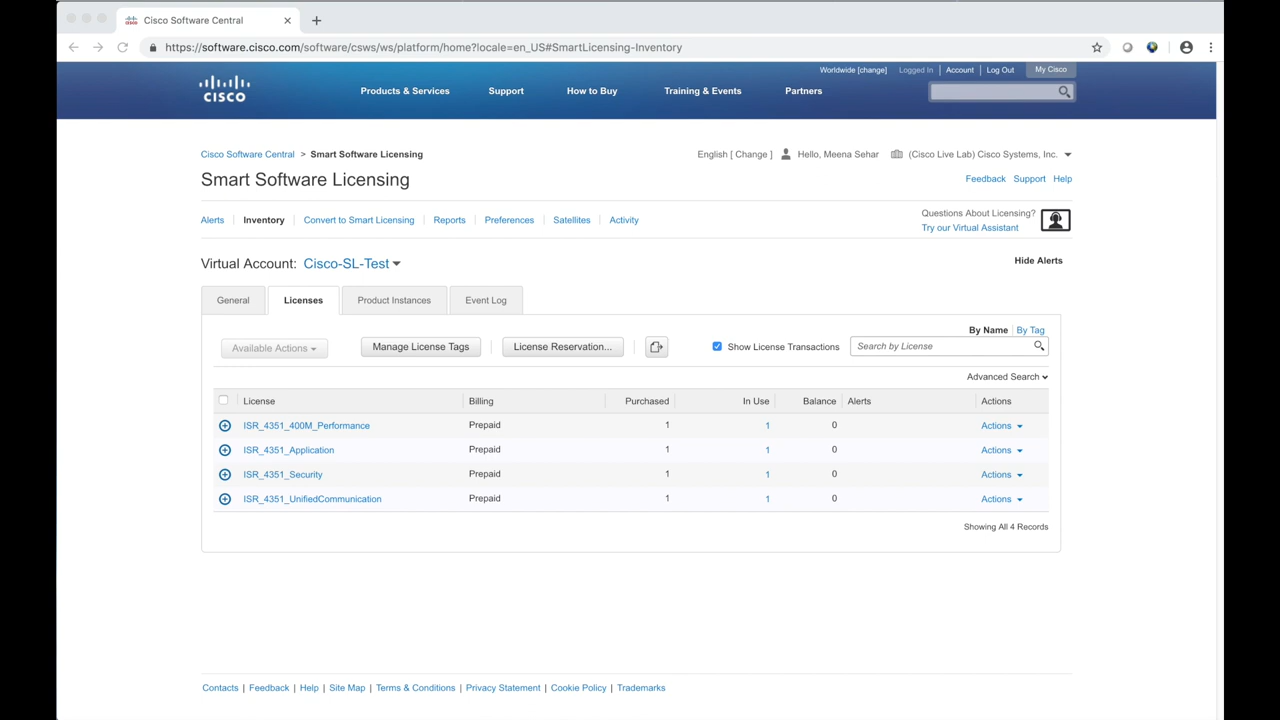 Cisco Software Central
https://software.cisco.com/software/csws/ws/platform/home?locale=en_US#SmartLicensing-Inventory
Worldwide [change] Logged In Account Log Out My Cisco
CISCO Products & Services Support How to Buy Training & Events Partners
Cisco Software Central > Smart Software Licensing English [ Change ] Hello, Meena Sehar (Cisco Live Lab) Cisco Systems, Inc.
Smart Software Licensing Feedback Support Help
Alerts Inventory Convert to Smart Licensing Reports Preferences Satellites Activity Questions About Licensing?
Try our Virtual Assistant
Virtual Account: Cisco-SL-Test Hide Alerts
General Licenses Product Instances Event Log
By Name | By Tag
Available Actions Manage License Tags License Reservation... Show License Transactions Search by License
Advanced Search
License Billing Purchased In Use Balance Alerts Actions
ISR_4351_400M_Performance Prepaid 1 1 0 Actions
ISR_4351_Application Prepaid 1 1 0 Actions
ISR_4351_Security Prepaid 1 1 0 Actions
ISR_4351_UnifiedCommunication Prepaid 1 1 0 Actions
Showing All 4 Records
Contacts | Feedback | Help | Site Map | Terms & Conditions | Privacy Statement | Cookie Policy | Trademarks